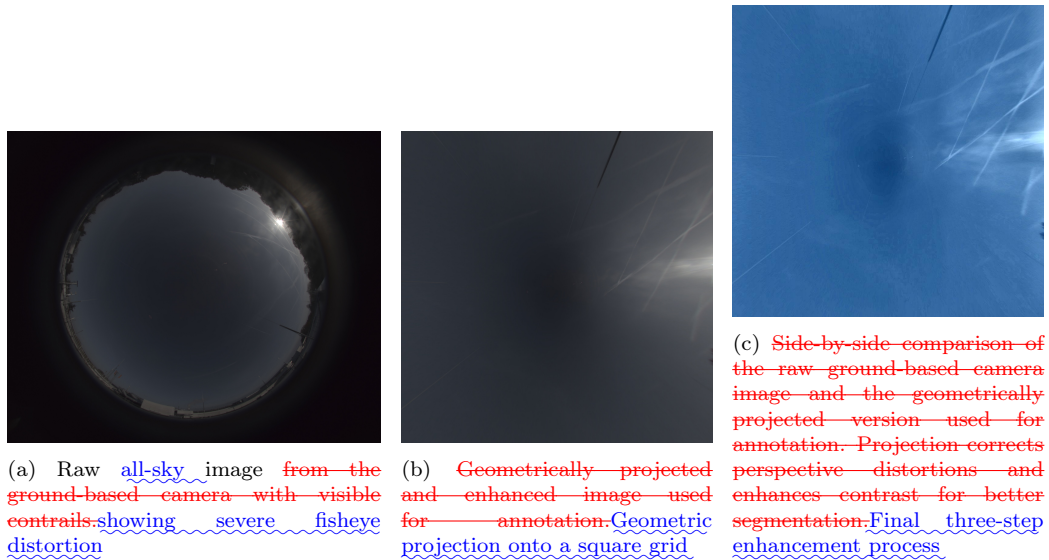 (a) Raw all-sky image from the
ground-based camera with visible
contrails.showing severe fisheye
distortion
(b) Geometrically projected
and enhanced image used
for annotation.Geometric
projection onto a square grid
(c) Side-by-side comparison of
the raw ground-based camera
image and the geometrically
projected version used for
annotation. Projection corrects
perspective distortions and
enhances contrast for better
segmentation.Final three-step
enhancement process